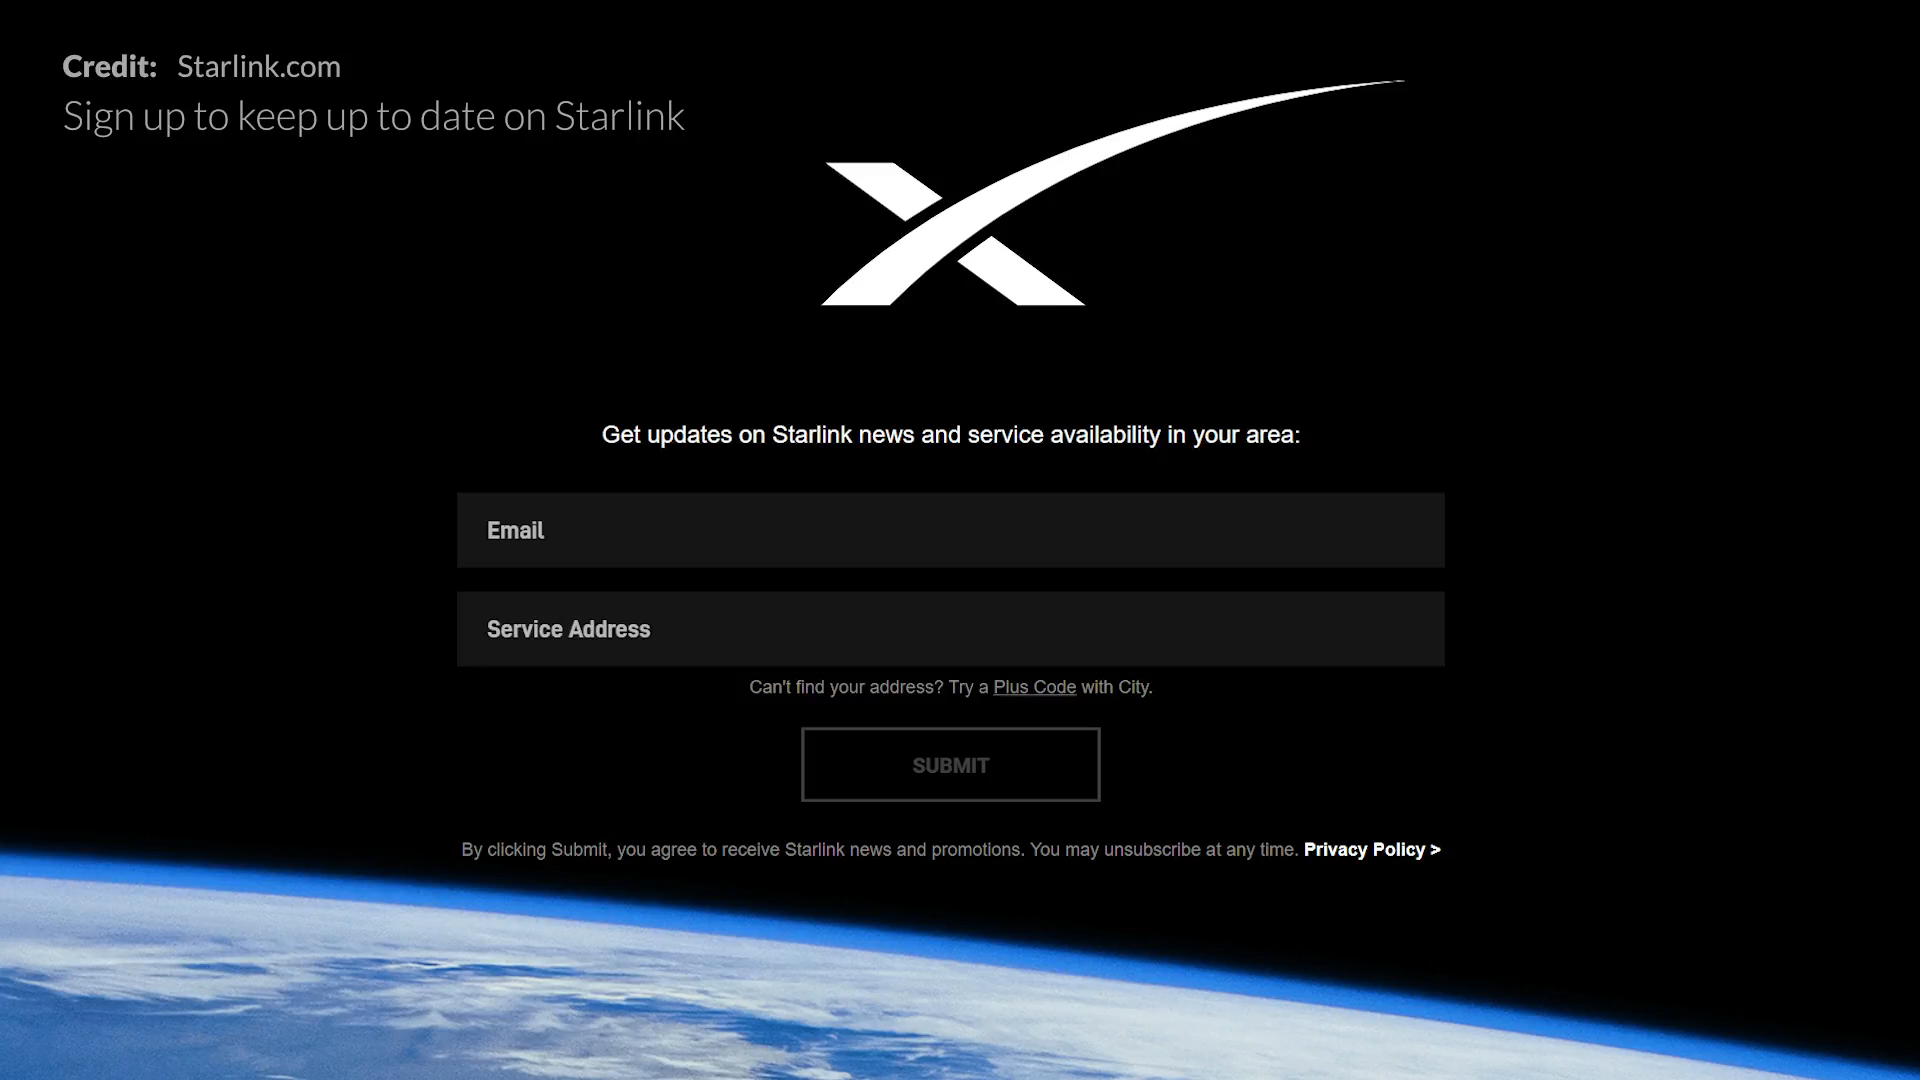 Credit: Starlink.com
Sign up to keep up to date on Starlink
Get updates on Starlink news and service availability in your area:
Email
Service Address
Can't find your address? Try a Plus Code with City.
SUBMIT
By clicking Submit, you agree to receive Starlink news and promotions. You may unsubscribe at any time. Privacy Policy >